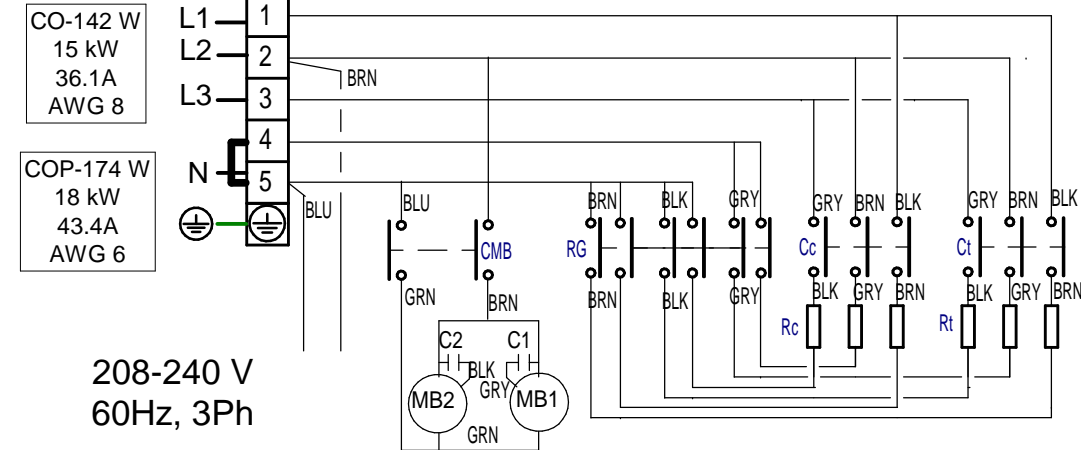 CO-142 W
15 kW
36.1A
AWG 8
COP-174 W
18 kW
43.4A
AWG 6
L1 1
L2 2
L3 3
4
N 5
BRN
BLU
208-240 V
60Hz, 3Ph
BLU
CMB
GRN
BRN
C2 C1
BLK
GRY
MB2 MB1
GRN
BRN BLK GRY
RG
BRN BLK GRY
GRY BRN BLK
Cc
BLK GRY BRN
Rc
GRY BRN BLK
Ct
BLK GRY BRN
Rt